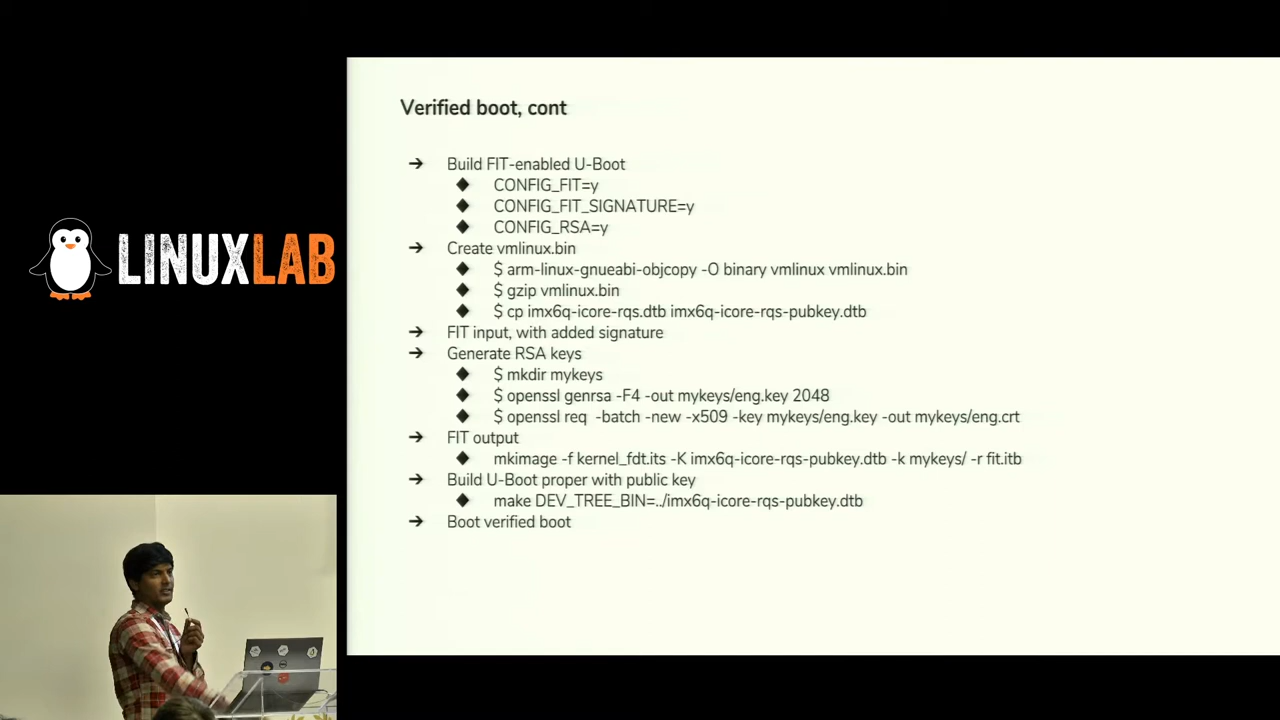 LINUXLAB
Verified boot, cont
➔ Build FIT-enabled U-Boot
◆ CONFIG_FIT=y
◆ CONFIG_FIT_SIGNATURE=y
◆ CONFIG_RSA=y
➔ Create vmlinux.bin
◆ $ arm-linux-gnueabi-objcopy -O binary vmlinux vmlinux.bin
◆ $ gzip vmlinux.bin
◆ $ cp imx6q-icore-rqs.dtb imx6q-icore-rqs-pubkey.dtb
➔ FIT input, with added signature
➔ Generate RSA keys
◆ $ mkdir mykeys
◆ $ openssl genrsa -F4 -out mykeys/eng.key 2048
◆ $ openssl req  -batch -new -x509 -key mykeys/eng.key -out mykeys/eng.crt
➔ FIT output
◆ mkimage -f kernel_fdt.its -K imx6q-icore-rqs-pubkey.dtb -k mykeys/ -r fit.itb
➔ Build U-Boot proper with public key
◆ make DEV_TREE_BIN=../imx6q-icore-rqs-pubkey.dtb
➔ Boot verified boot